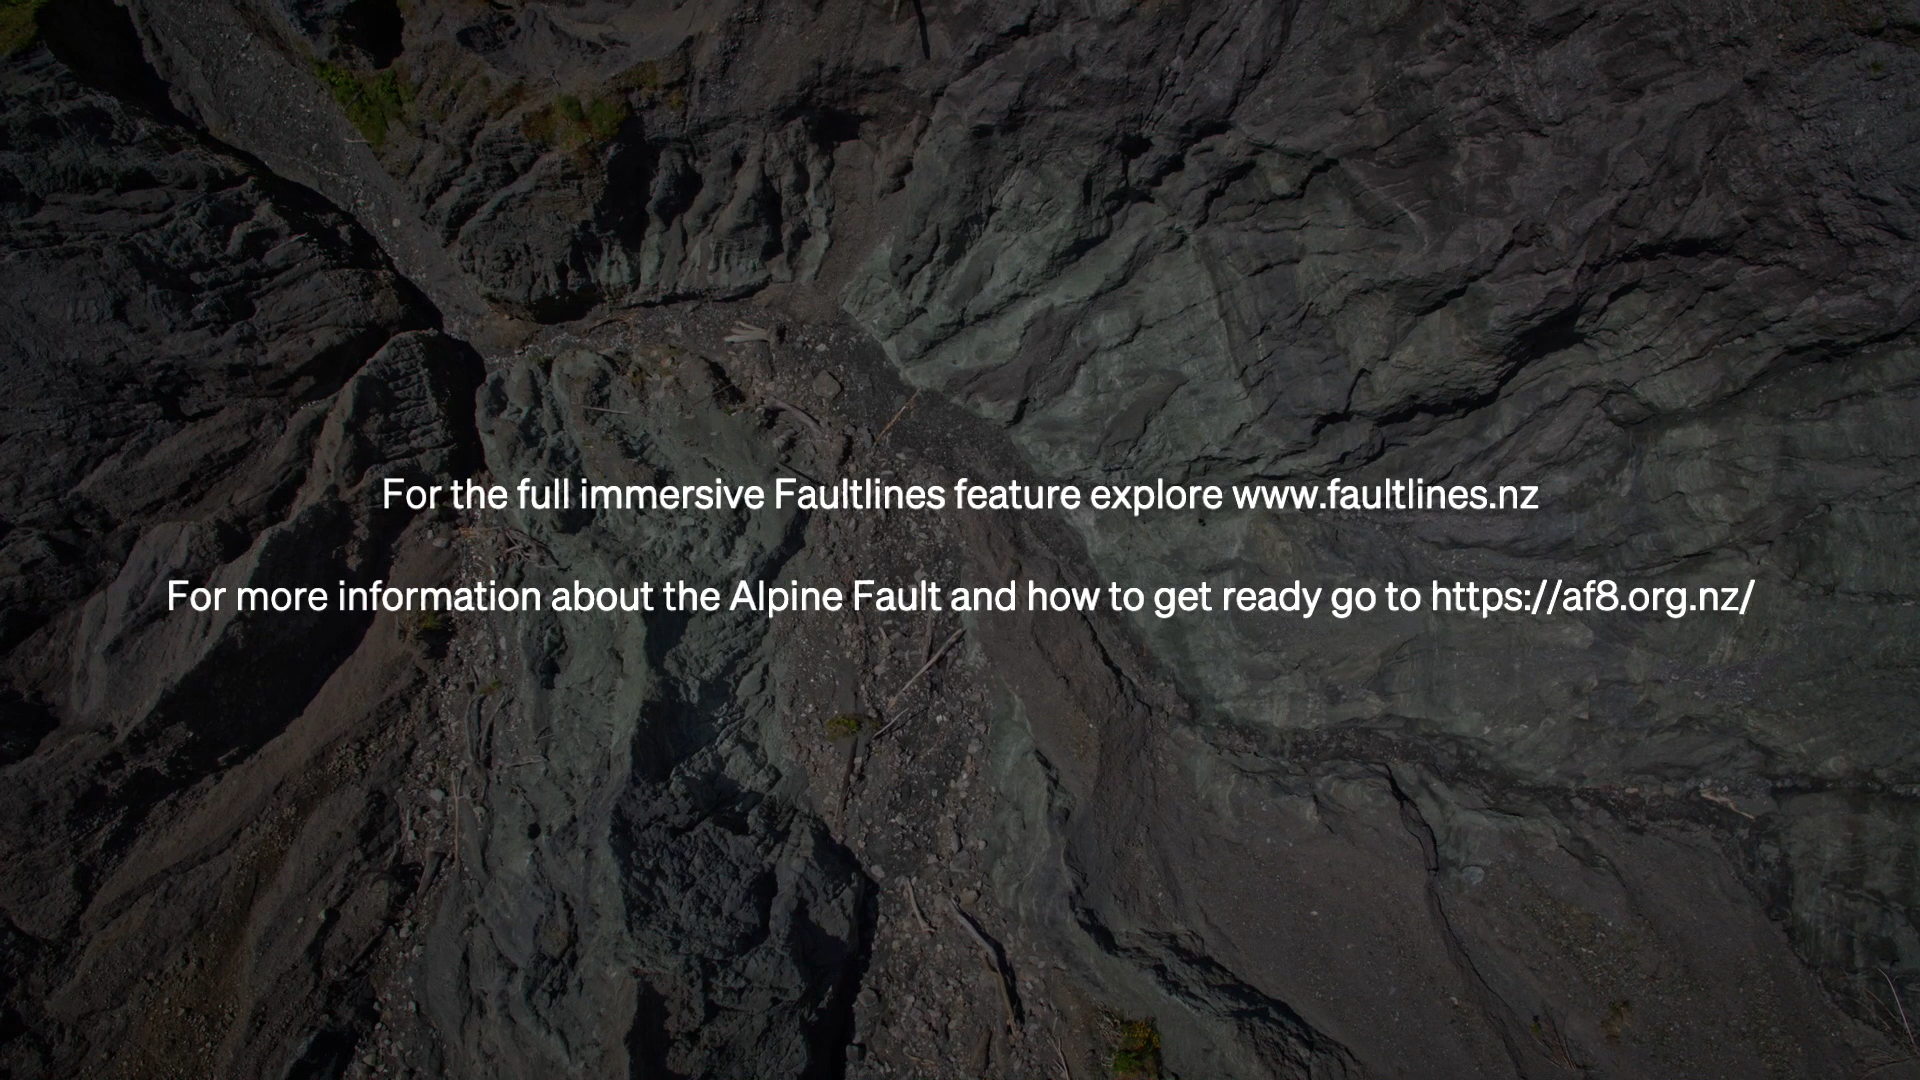 For the full immersive Faultlines feature explore www.faultlines.nz
For more information about the Alpine Fault and how to get ready go to https://af8.org.nz/